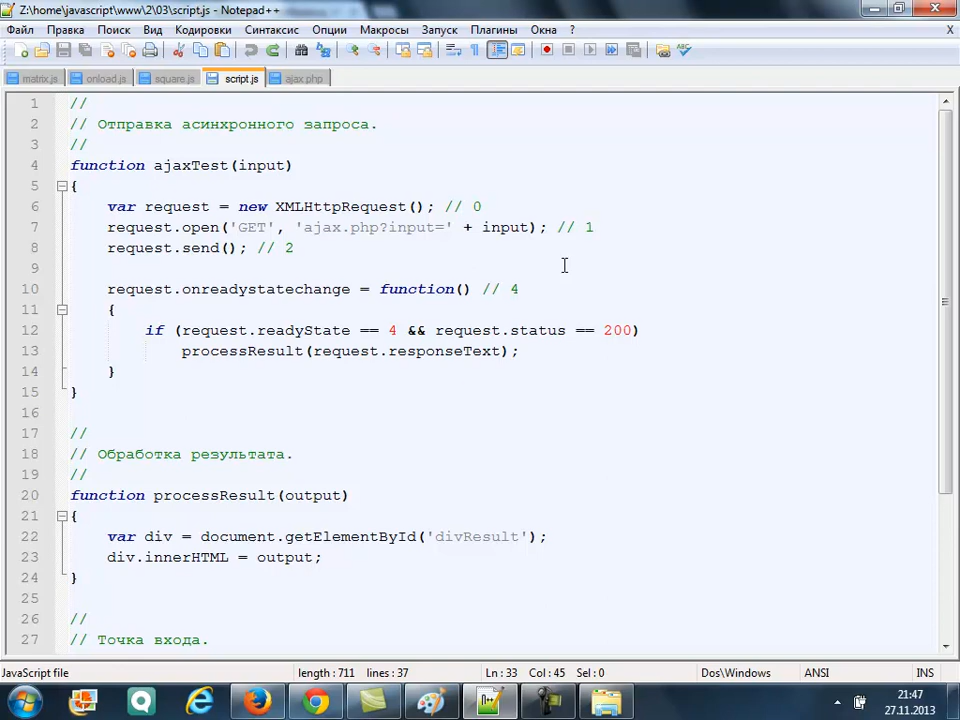 Z:\home\javascript\www\2\03\script.js - Notepad++
Файл Правка Поиск Вид Кодировки Синтаксис Опции Макросы Запуск Плагины Окна ? X
matrix.js onload.js square.js script.js ajax.php
1 //
2 // Отправка асинхронного запроса.
3 //
4 function ajaxTest(input)
5 {
6 var request = new XMLHttpRequest(); // 0
7 request.open('GET', 'ajax.php?input=' + input); // 1
8 request.send(); // 2
9
10 request.onreadystatechange = function() // 4
11 {
12 if (request.readyState == 4 && request.status == 200)
13 processResult(request.responseText);
14 }
15 }
16
17 //
18 // Обработка результата.
19 //
20 function processResult(output)
21 {
22 var div = document.getElementById('divResult');
23 div.innerHTML = output;
24 }
25
26 //
27 // Точка входа.
JavaScript file length : 711 lines : 37 Ln : 33 Col : 45 Sel : 0 Dos\Windows ANSI INS
21:47
27.11.2013